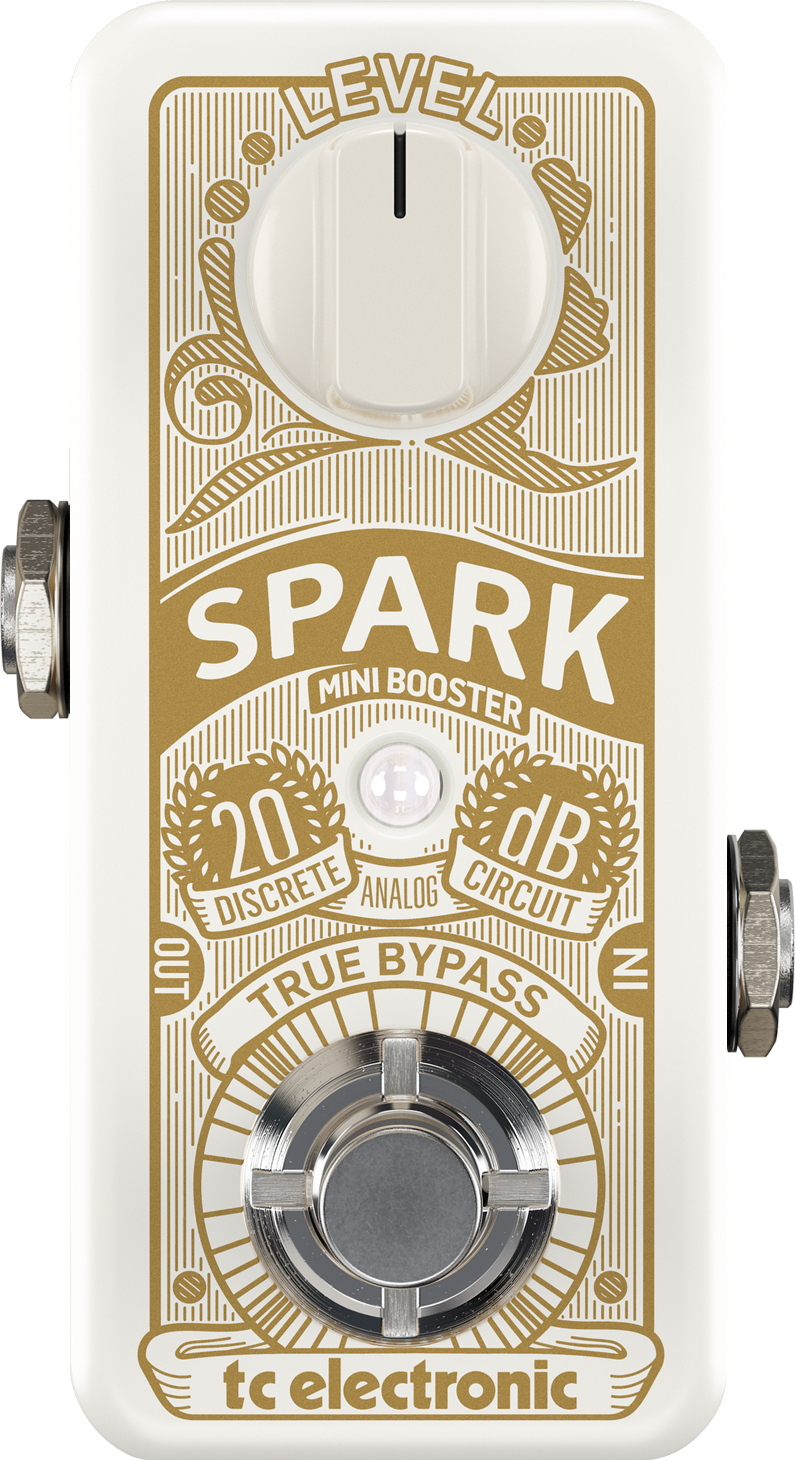 LEVEL
SPARK
MINI BOOSTER
20 dB
DISCRETE ANALOG CIRCUIT
OUT
IN
TRUE BYPASS
tc electronic